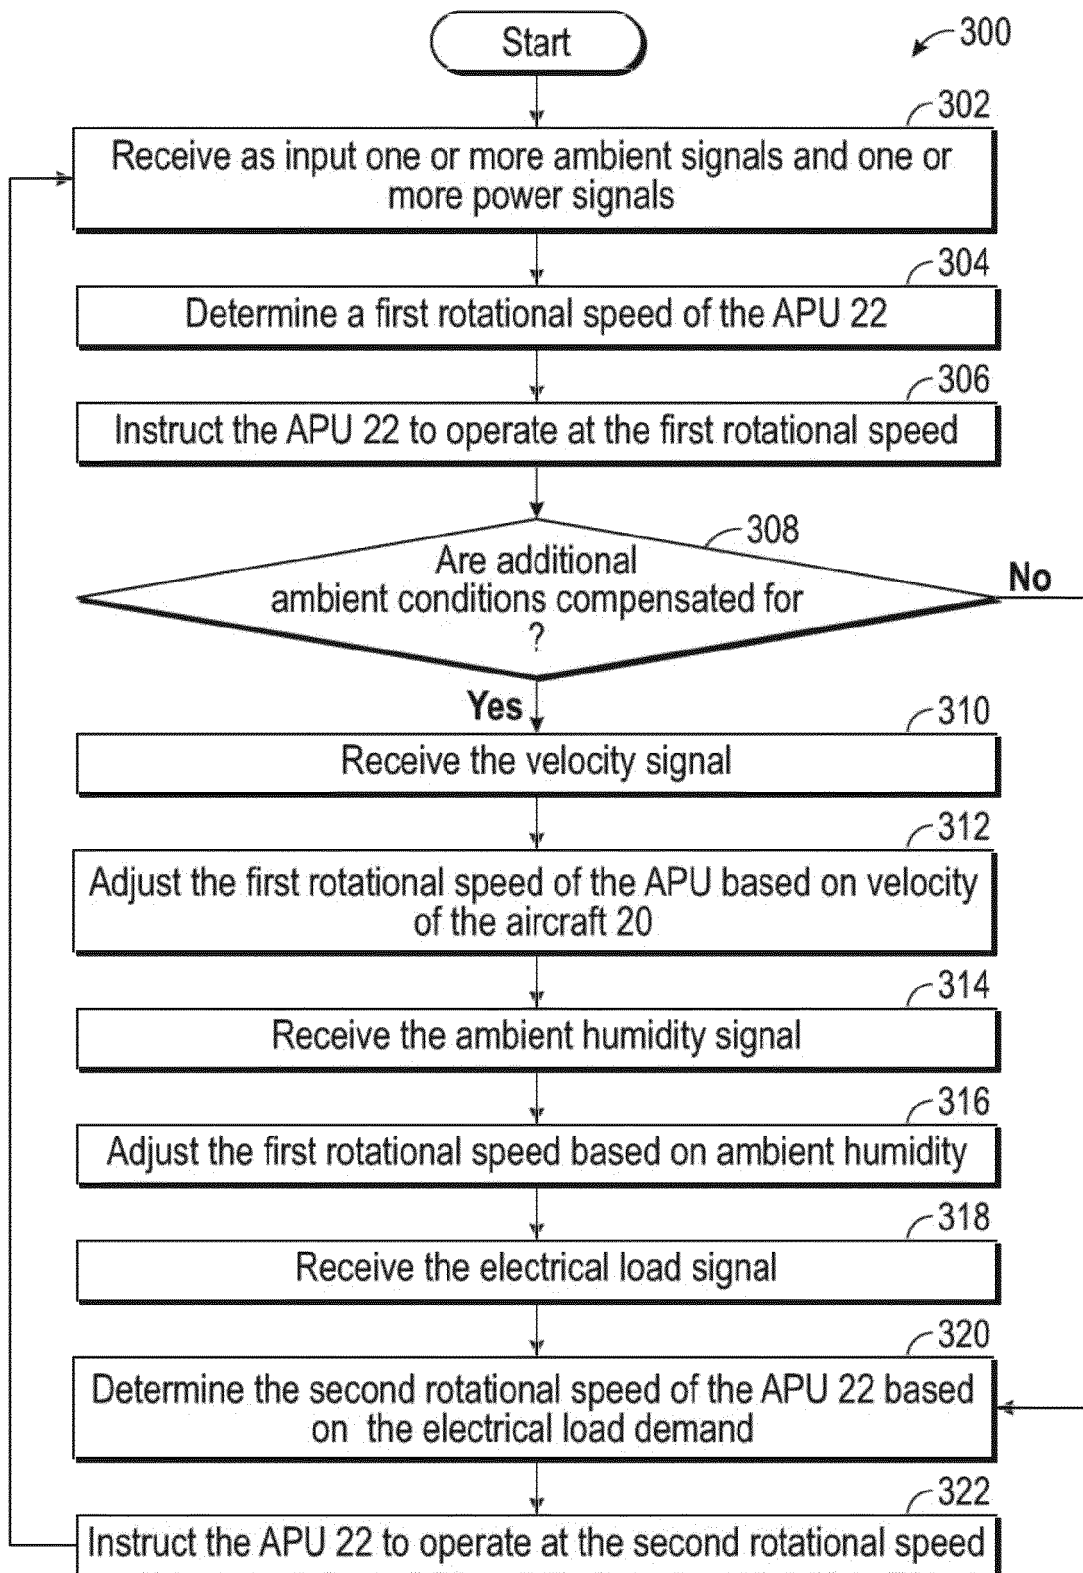 Start
300
302
Receive as input one or more ambient signals and one or
more power signals
304
Determine a first rotational speed of the APU 22
306
Instruct the APU 22 to operate at the first rotational speed
308
Are additional
ambient conditions compensated for
?
No
Yes
310
Receive the velocity signal
312
Adjust the first rotational speed of the APU based on velocity
of the aircraft 20
314
Receive the ambient humidity signal
316
Adjust the first rotational speed based on ambient humidity
318
Receive the electrical load signal
320
Determine the second rotational speed of the APU 22 based
on the electrical load demand
322
Instruct the APU 22 to operate at the second rotational speed